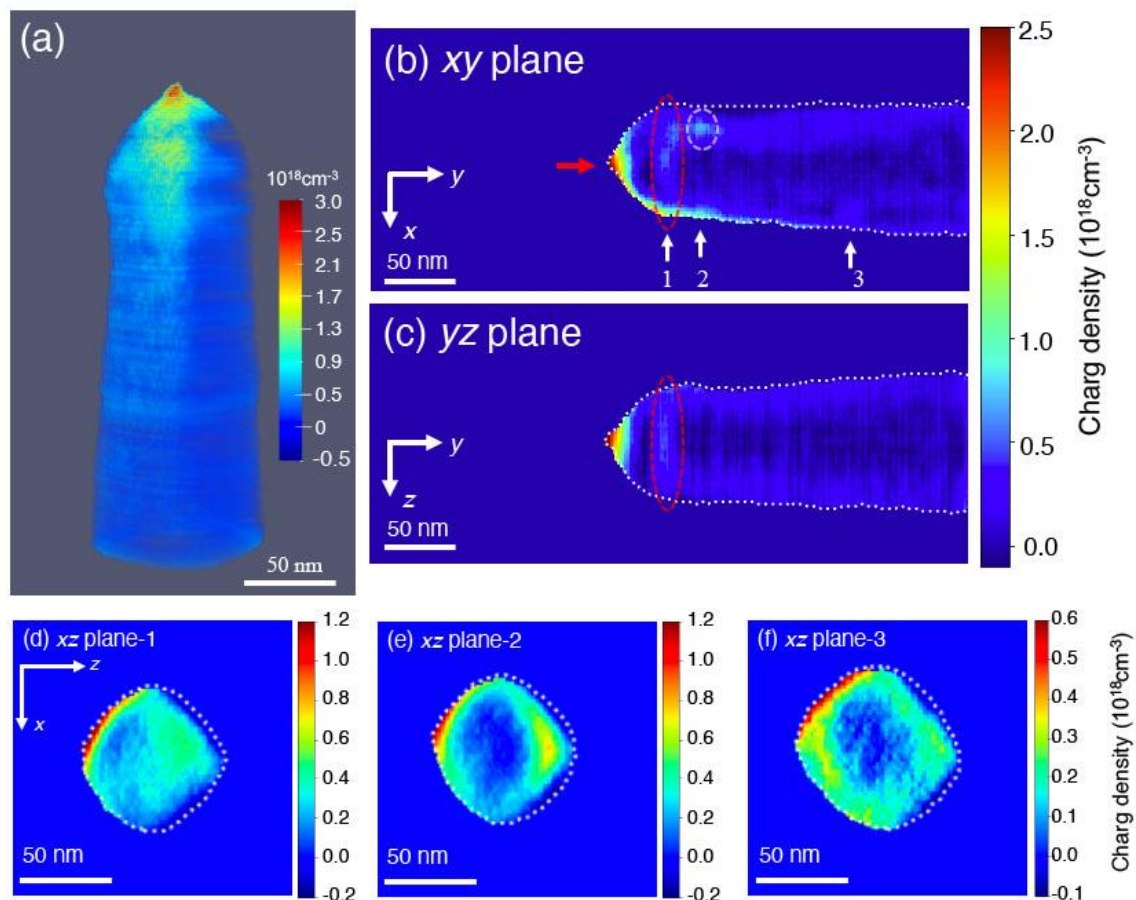 (a)
10¹⁸cm⁻³
3.0
2.5
2.1
1.7
1.3
0.9
0.4
0
-0.5
50 nm
(b) xy plane
y
x
50 nm
1
2
3
(c) yz plane
y
z
50 nm
2.5
2.0
1.5
1.0
0.5
0.0
Charg density (10¹⁸cm⁻³)
(d) xz plane-1
z
x
50 nm
1.2
1.0
0.8
0.6
0.4
0.2
0.0
-0.2
(e) xz plane-2
50 nm
1.2
1.0
0.8
0.6
0.4
0.2
0.0
-0.2
(f) xz plane-3
50 nm
0.6
0.5
0.4
0.3
0.2
0.1
0.0
-0.1
Charg density (10¹⁸cm⁻³)